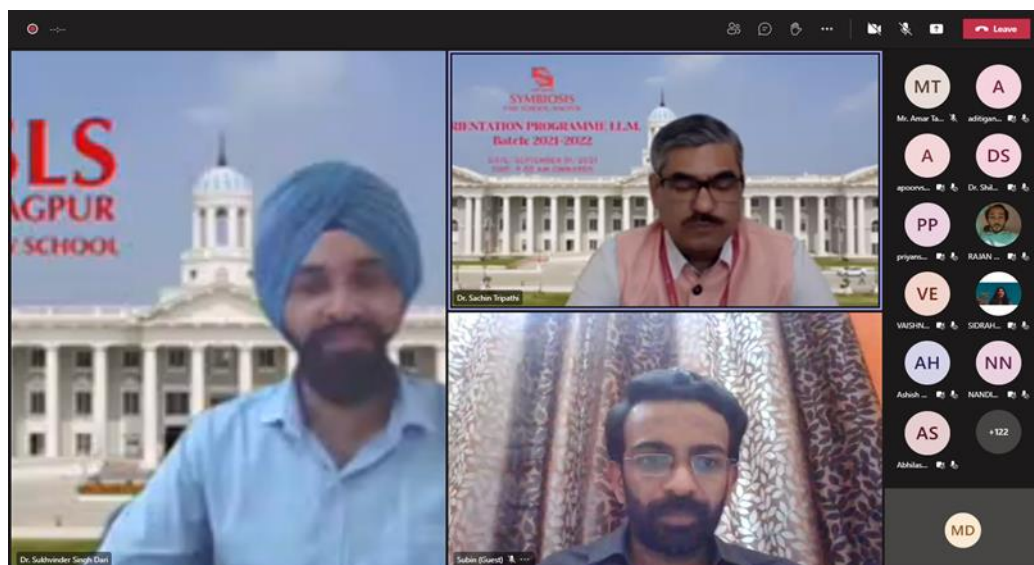 Leave
SLS
AGPUR
SCHOOL
SYMBIOSIS
RIENTATION PROGRAMME LL.M.
Batch 2021-2022
Dr. Sachin Tripathi
Dr. Sukhvinder Singh Dari
Subin (Guest)
MT
A
Mr. Amar Ta...
aditigan...
A
DS
apoorvs...
Dr. Shil...
PP
priyans...
RAJAN ...
VE
VAISHN...
SIDRAH...
AH
NN
Ashish ...
NANDI...
AS
+122
Abhilas...
MD